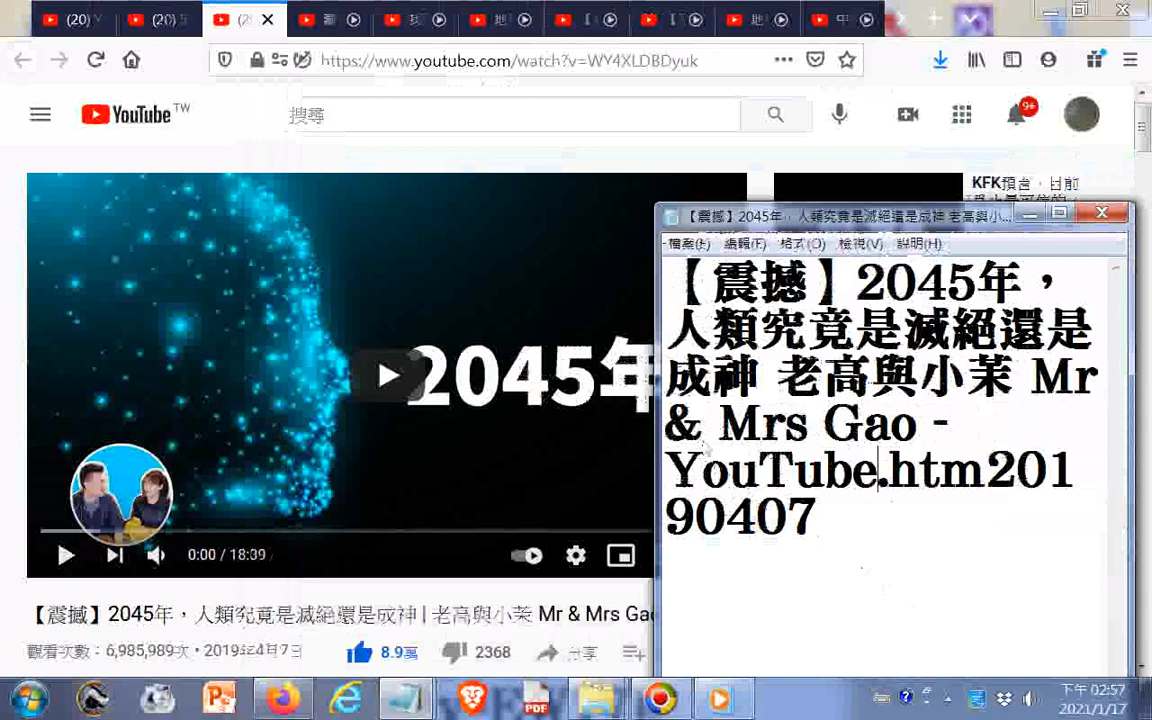 (20)
(20)
https://www.youtube.com/watch?v=WY4XLDBDyuk
YouTube TW
搜尋
9+
KFK預言，目前
2045年
0:00 / 18:39
【震撼】2045年，人類究竟是滅絕還是成神 | 老高與小茉 Mr & Mrs Gao
觀看次數：6,985,989次・2019年4月7日
8.9萬
2368
分享
【震撼】2045年，人類究竟是滅絕還是成神 老高與小...
檔案(F) 編輯(E) 格式(O) 檢視(V) 說明(H)
【震撼】2045年，
人類究竟是滅絕還是
成神 老高與小茉 Mr
& Mrs Gao -
YouTube.htm201
90407
PDF
下午 02:57
2021/1/17